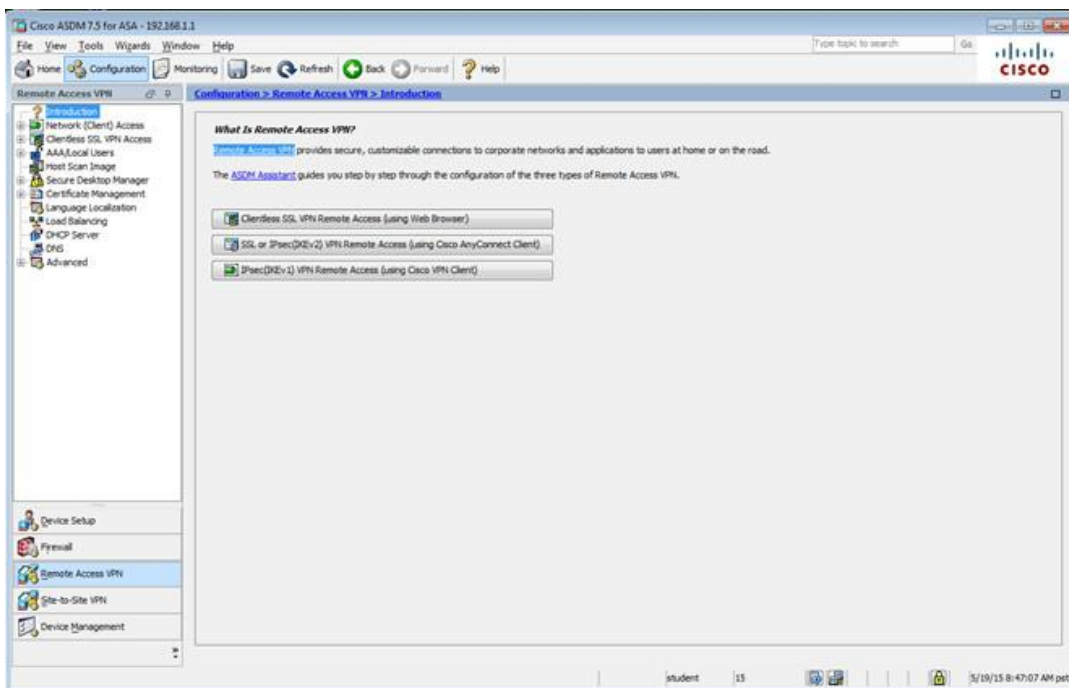 Cisco ASDM 7.5 for ASA - 192.168.1.1
File View Tools Wizards Window Help
Type topic to search
Go
Home Configuration Monitoring Save Refresh Back Forward Help
CISCO
Remote Access VPN
Configuration > Remote Access VPN > Introduction
Introduction
Network (Client) Access
Clientless SSL VPN Access
AAA/Local Users
Host Scan Image
Secure Desktop Manager
Certificate Management
Language Localization
Load Balancing
DHCP Server
DNS
Advanced
What Is Remote Access VPN?
Remote Access VPN provides secure, customizable connections to corporate networks and applications to users at home or on the road.
The ASDM Assistant guides you step by step through the configuration of the three types of Remote Access VPN.
Clientless SSL VPN Remote Access (using Web Browser)
SSL or IPsec(IKEv2) VPN Remote Access (using Cisco AnyConnect Client)
IPsec(IKEv1) VPN Remote Access (using Cisco VPN Client)
Device Setup
Firewall
Remote Access VPN
Site-to-Site VPN
Device Management
student
15
5/19/15 8:47:07 AM pst